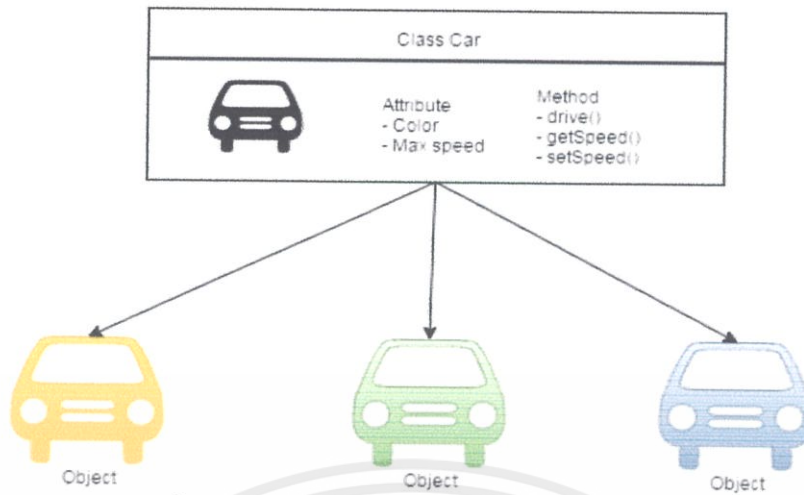 Class Car
Attribute
- Color
- Max speed
Method
- drive()
- getSpeed()
- setSpeed()
Object
Object
Object